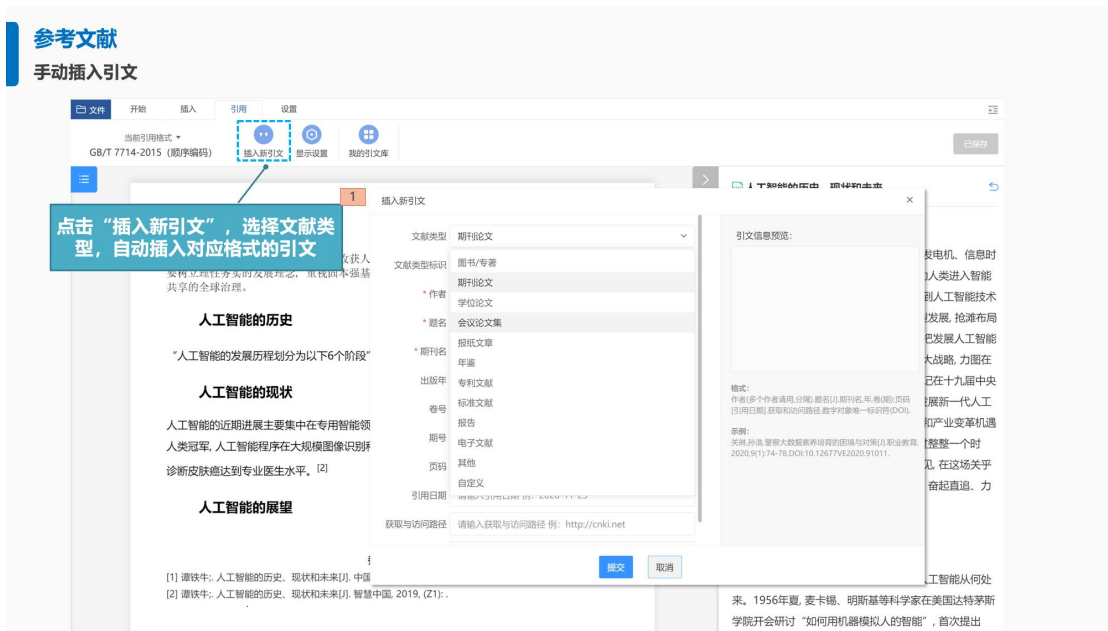 参考文献
手动插入引文
文件 开始 插入 引用 设置
当前引用格式
GB/T 7714-2015（顺序编码）
插入新引文 显示设置 我的引文库
已保存
1
点击“插入新引文”，选择文献类
型，自动插入对应格式的引文
要树立理性务实的发展理念，重视固本强基
共享的全球治理。
人工智能的历史
“人工智能的发展历程划分为以下6个阶段”
人工智能的现状
人工智能的近期进展主要集中在专用智能领
人类冠军, 人工智能程序在大规模图像识别和
诊断皮肤癌达到专业医生水平。[2]
人工智能的展望
[1] 谭铁牛;. 人工智能的历史、现状和未来[J]. 中国
[2] 谭铁牛;. 人工智能的历史、现状和未来[J]. 智慧中国, 2019, (Z1): .
插入新引文
文献类型 期刊论文
文献类型标识
* 作者
* 题名
* 期刊名
出版年
卷号
期号
页码
引用日期
获取与访问路径 请输入获取与访问路径 例：http://cnki.net
图书/专著
期刊论文
学位论文
会议论文集
报纸文章
年鉴
专利文献
标准文献
报告
电子文献
其他
自定义
提交 取消
引文信息预览：
格式:
作者(多个作者请用,分隔).题名[J].期刊名,年,卷(期):页码
[引用日期].获取和访问路径.数字对象唯一标识符(DOI).
示例:
关琳,孙浩.警察大数据素养培育的困境与对策[J].职业教育,
2020,9(1):74-78.DOI:10.12677VE2020.91011.
人工智能的历史、现状和未来
发电机、信息时
人类进入智能
到人工智能技术
发展, 抢滩布局
把发展人工智能
大战略, 力图在
记在十九届中央
发展新一代人工
和产业变革机遇
整整一个时
见, 在这场关乎
奋起直追、力
工智能从何处
来。1956年夏, 麦卡锡、明斯基等科学家在美国达特茅斯
学院开会研讨“如何用机器模拟人的智能”, 首次提出